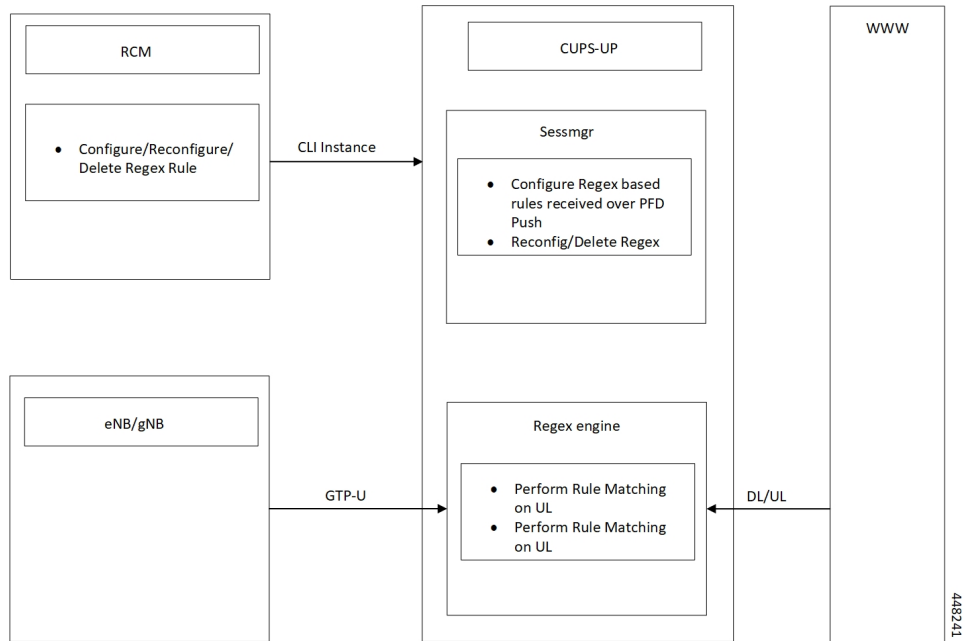 RCM
• Configure/Reconfigure/
Delete Regex Rule
CLI Instance
CUPS-UP
Sessmgr
• Configure Regex based
rules received over PFD
Push
• Reconfig/Delete Regex
WWW
eNB/gNB
GTP-U
Regex engine
• Perform Rule Matching
on UL
• Perform Rule Matching
on UL
DL/UL
448241